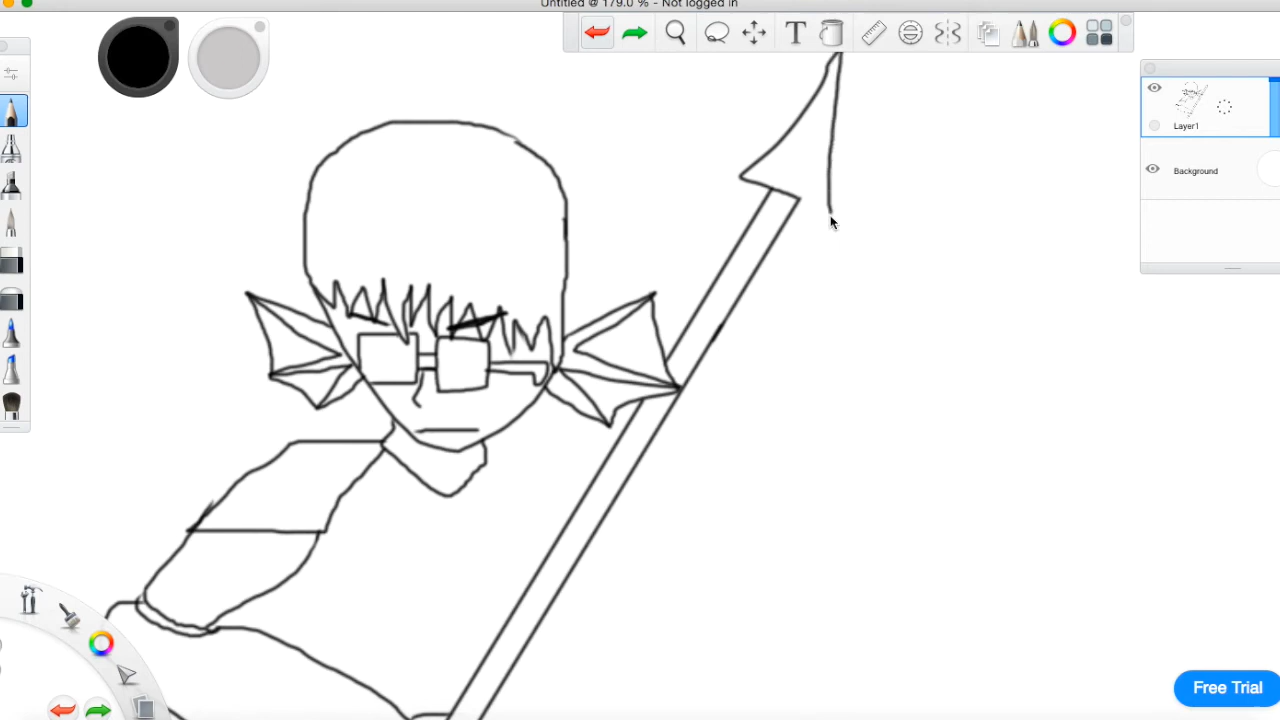 Untitled @ 179.0 % - Not logged in
T
Layer1
Background
Free Trial